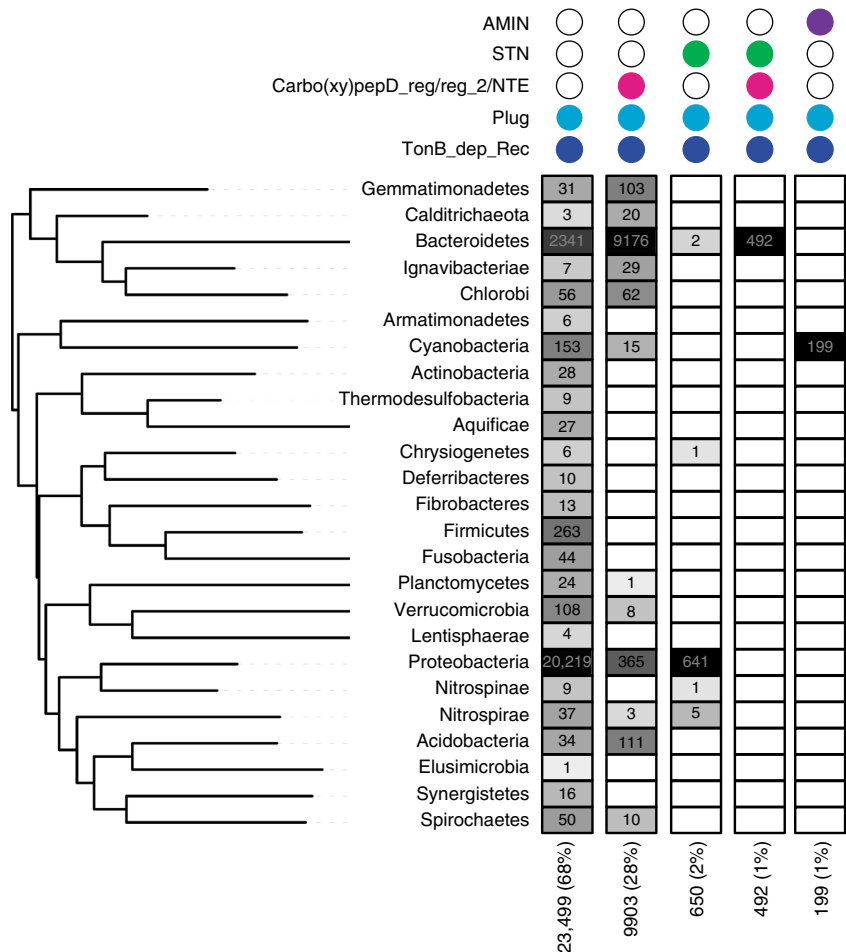 AMIN
STN
Carbo(xy)pepD_reg/reg_2/NTE
Plug
TonB_dep_Rec
Gemmatimonadetes 31 103
Calditrichaeota 3 20
Bacteroidetes 2341 9176 2 492
Ignavibacteriae 7 29
Chlorobi 56 62
Armatimonadetes 6
Cyanobacteria 153 15 199
Actinobacteria 28
Thermodesulfobacteria 9
Aquificae 27
Chrysiogenetes 6 1
Deferribacteres 10
Fibrobacteres 13
Firmicutes 263
Fusobacteria 44
Planctomycetes 24 1
Verrucomicrobia 108 8
Lentisphaerae 4
Proteobacteria 20,219 365 641
Nitrospinae 9 1
Nitrospirae 37 3 5
Acidobacteria 34 111
Elusimicrobia 1
Synergistetes 16
Spirochaetes 50 10
23,499 (68%)
9903 (28%)
650 (2%)
492 (1%)
199 (1%)